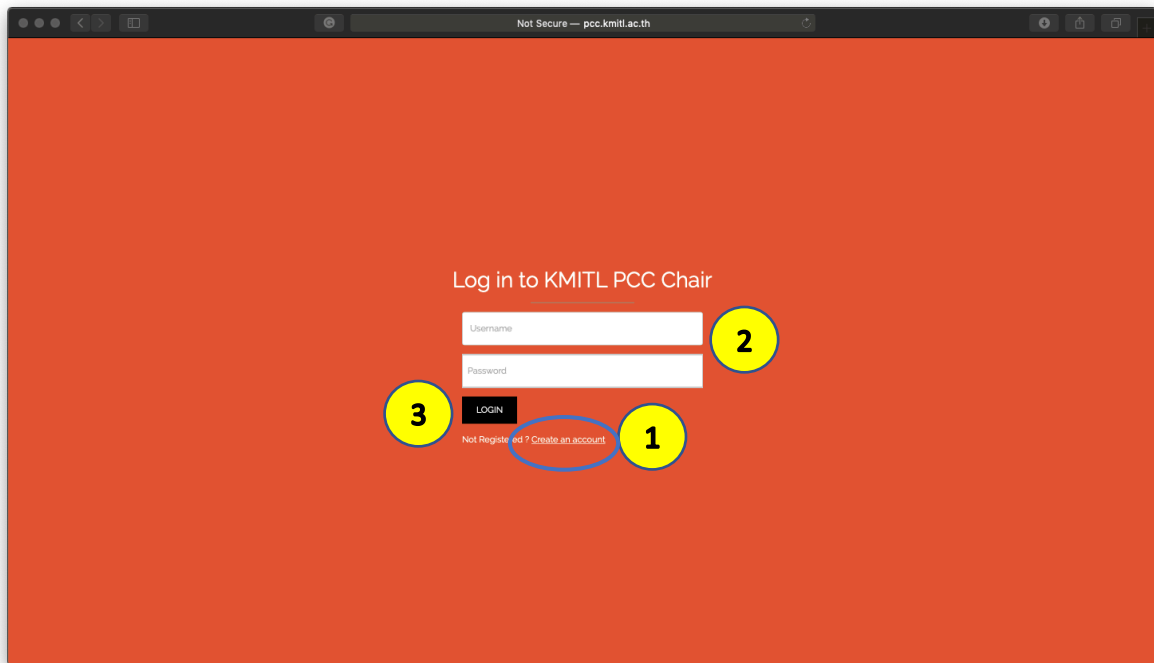 Not Secure — pcc.kmitl.ac.th
Log in to KMITL PCC Chair
Username
2
Password
3
LOGIN
1
Not Registered ? Create an account